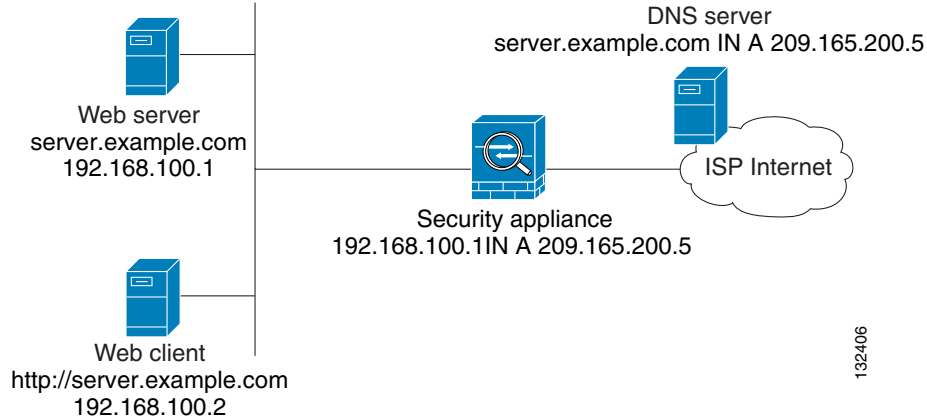 DNS server
server.example.com IN A 209.165.200.5
Web server
server.example.com
192.168.100.1
ISP Internet
Security appliance
192.168.100.1IN A 209.165.200.5
Web client
http://server.example.com
192.168.100.2
132406